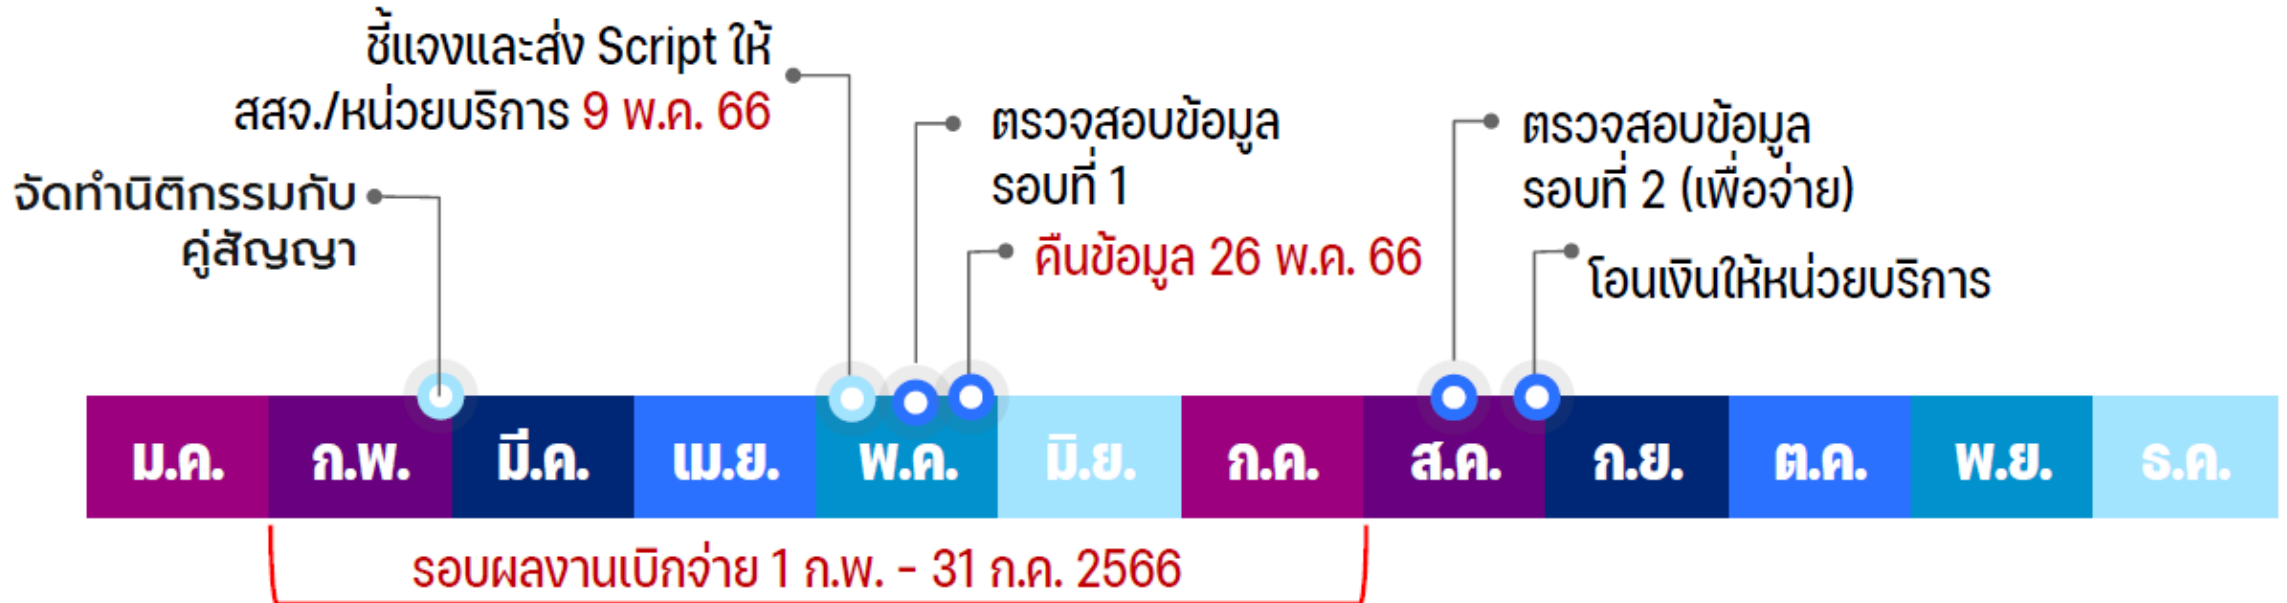 ชี้แจงและส่ง Script ให้
สสจ./หน่วยบริการ 9 พ.ค. 66
จัดทำนิติกรรมกับ
คู่สัญญา
ตรวจสอบข้อมูล
รอบที่ 1
คืนข้อมูล 26 พ.ค. 66
ตรวจสอบข้อมูล
รอบที่ 2 (เพื่อจ่าย)
โอนเงินให้หน่วยบริการ
ม.ค. ก.พ. มี.ค. เม.ย. พ.ค. มิ.ย. ก.ค. ส.ค. ก.ย. ต.ค. พ.ย. ธ.ค.
รอบผลงานเบิกจ่าย 1 ก.พ. - 31 ก.ค. 2566